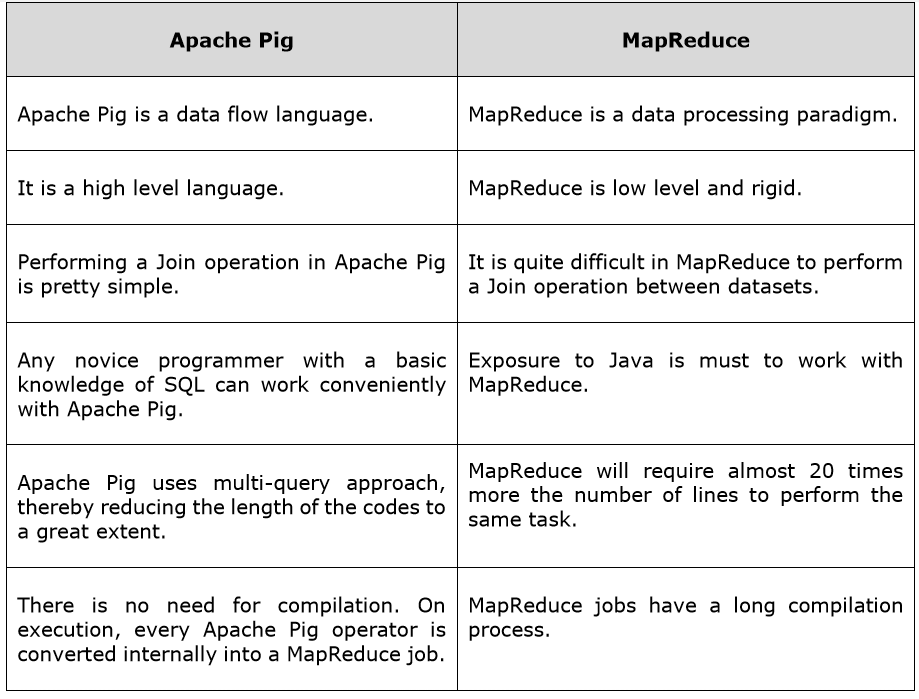 Apache Pig
MapReduce
Apache Pig is a data flow language.
MapReduce is a data processing paradigm.
It is a high level language.
MapReduce is low level and rigid.
Performing a Join operation in Apache Pig
is pretty simple.
It is quite difficult in MapReduce to perform
a Join operation between datasets.
Any novice programmer with a basic
knowledge of SQL can work conveniently
with Apache Pig.
Exposure to Java is must to work with
MapReduce.
Apache Pig uses multi-query approach,
thereby reducing the length of the codes to
a great extent.
MapReduce will require almost 20 times
more the number of lines to perform the
same task.
There is no need for compilation. On
execution, every Apache Pig operator is
converted internally into a MapReduce job.
MapReduce jobs have a long compilation
process.